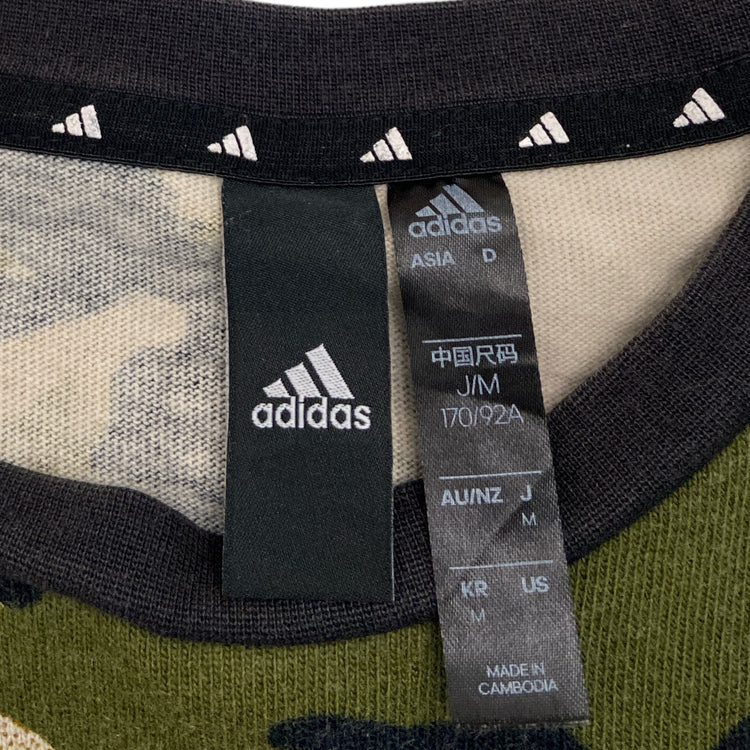 adidas
adidas
ASIA D
中国尺码
J/M
170/92A
AU/NZ J
M
KR US
M
MADE IN
CAMBODIA